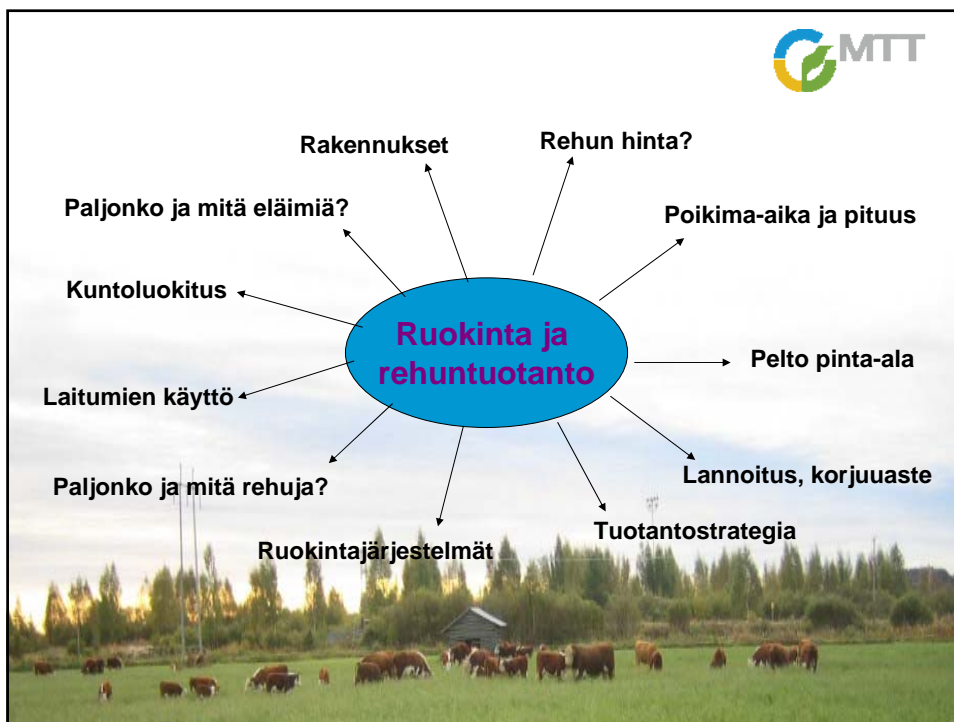 MTT
Rakennukset
Rehun hinta?
Paljonko ja mitä eläimiä?
Poikima-aika ja pituus
Kuntoluokitus
Ruokinta ja
rehuntuotanto
Pelto pinta-ala
Laitumien käyttö
Lannoitus, korjuuaste
Paljonko ja mitä rehuja?
Tuotantostrategia
Ruokintajärjestelmät